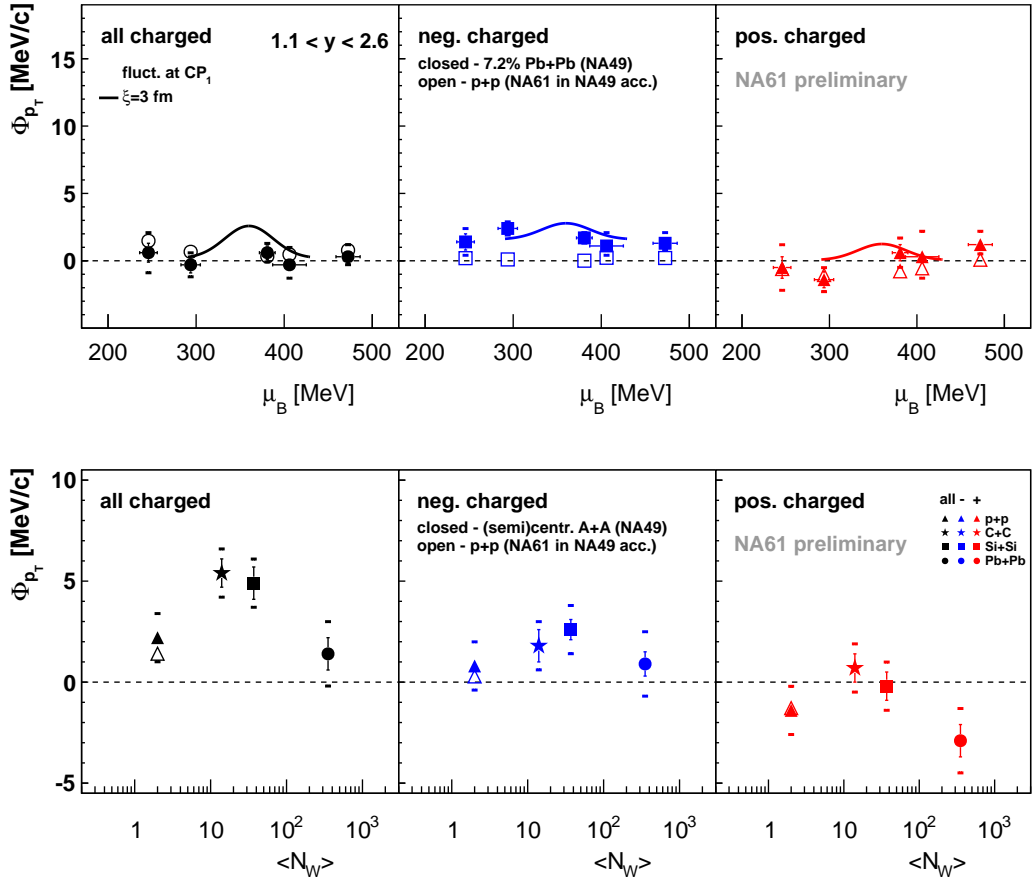 Φ_pT [MeV/c]
15
10
5
0
all charged
1.1 < y < 2.6
fluct. at CP₁
ξ=3 fm
neg. charged
closed - 7.2% Pb+Pb (NA49)
open - p+p (NA61 in NA49 acc.)
pos. charged
NA61 preliminary
200 300 400 500
200 300 400 500
200 300 400 500
μ_B [MeV]
μ_B [MeV]
μ_B [MeV]
Φ_pT [MeV/c]
10
5
0
-5
all charged
neg. charged
closed - (semi)centr. A+A (NA49)
open - p+p (NA61 in NA49 acc.)
pos. charged
NA61 preliminary
all - +
p+p
C+C
Si+Si
Pb+Pb
1 10 10² 10³
1 10 10² 10³
1 10 10² 10³
<N_W>
<N_W>
<N_W>